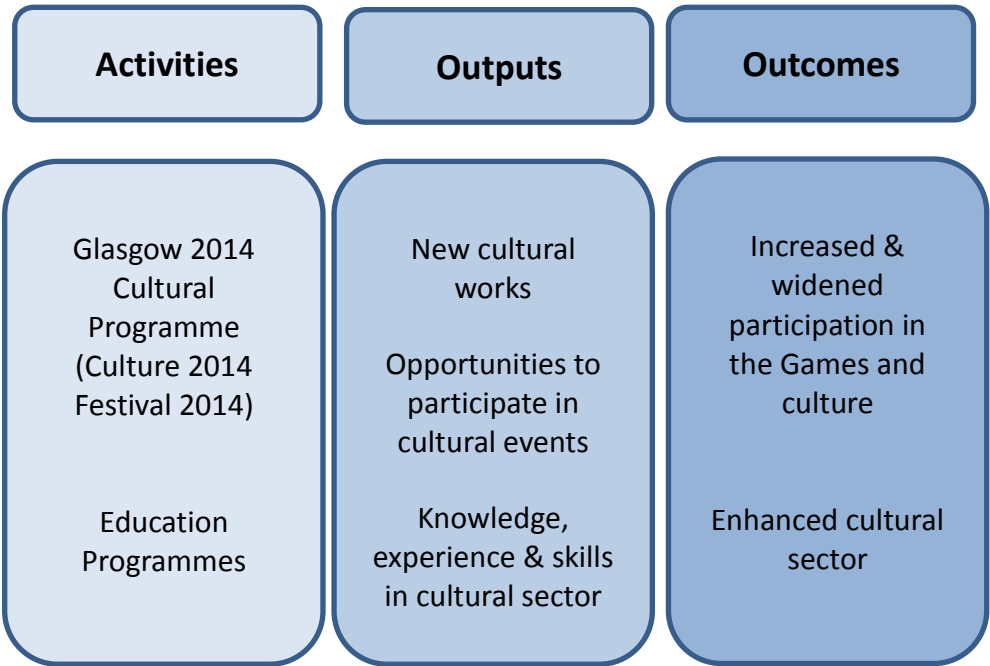 Activities
Outputs
Outcomes
Glasgow 2014
Cultural
Programme
(Culture 2014
Festival 2014)
Education
Programmes
New cultural
works
Opportunities to
participate in
cultural events
Knowledge,
experience & skills
in cultural sector
Increased &
widened
participation in
the Games and
culture
Enhanced cultural
sector